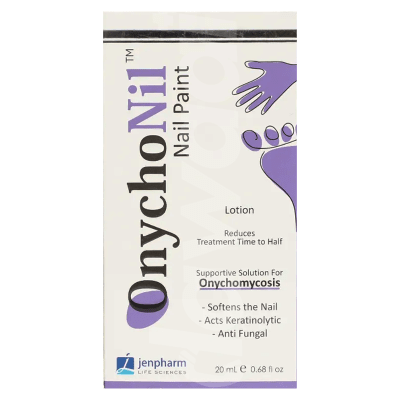 OnychoNil™
Nail Paint
Lotion
Reduces
Treatment Time to Half
Supportive Solution For
Onychomycosis
- Softens the Nail
- Acts Keratinolytic
- Anti Fungal
jenpharm
LIFE SCIENCES
20 mL ℮ 0.68 fl oz